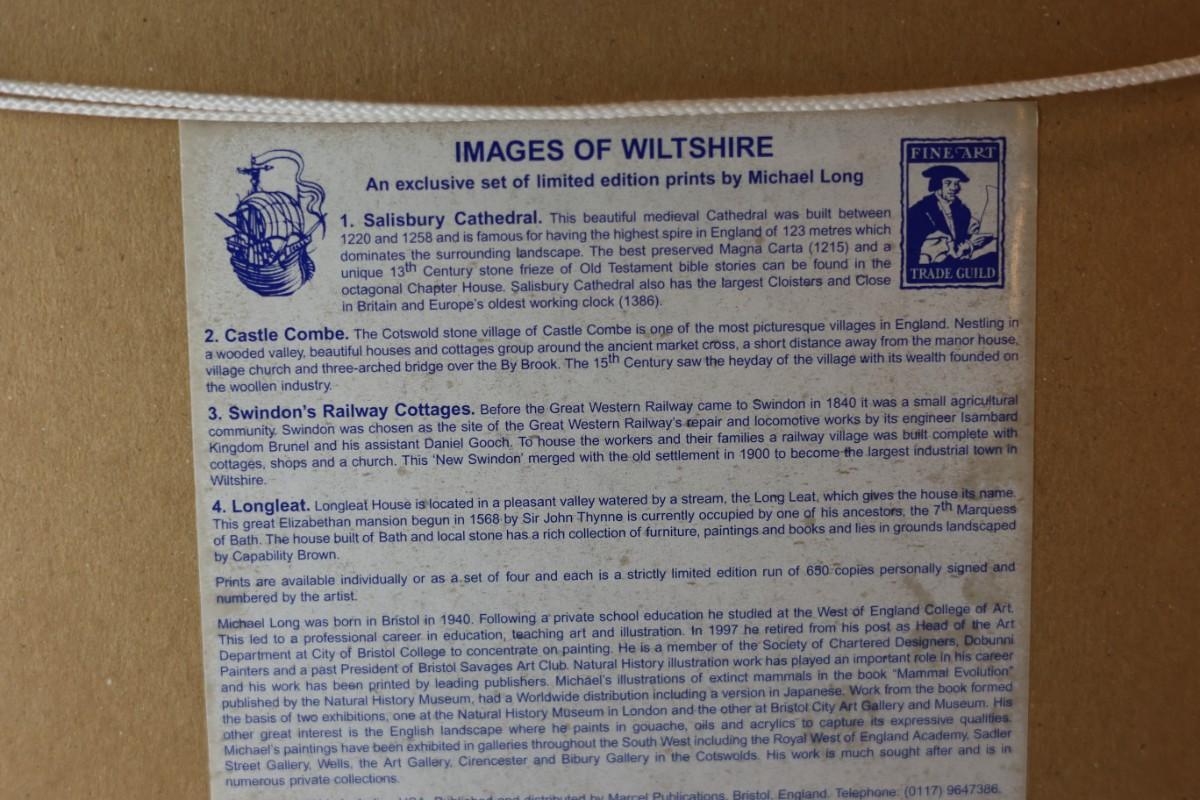 IMAGES OF WILTSHIRE
An exclusive set of limited edition prints by Michael Long
FINE ART
TRADE GUILD
1. Salisbury Cathedral. This beautiful medieval Cathedral was built between
1220 and 1258 and is famous for having the highest spire in England of 123 metres which
dominates the surrounding landscape. The best preserved Magna Carta (1215) and a
unique 13th Century stone frieze of Old Testament bible stories can be found in the
octagonal Chapter House. Salisbury Cathedral also has the largest Cloisters and Close
in Britain and Europe's oldest working clock (1386).
2. Castle Combe. The Cotswold stone village of Castle Combe is one of the most picturesque villages in England. Nestling in
a wooded valley, beautiful houses and cottages group around the ancient market cross, a short distance away from the manor house,
village church and three-arched bridge over the By Brook. The 15th Century saw the heyday of the village with its wealth founded on
the woollen industry.
3. Swindon's Railway Cottages. Before the Great Western Railway came to Swindon in 1840 it was a small agricultural
community. Swindon was chosen as the site of the Great Western Railway's repair and locomotive works by its engineer Isambard
Kingdom Brunel and his assistant Daniel Gooch. To house the workers and their families a railway village was built complete with
cottages, shops and a church. This 'New Swindon' merged with the old settlement in 1900 to become the largest industrial town in
Wiltshire.
4. Longleat. Longleat House is located in a pleasant valley watered by a stream, the Long Leat, which gives the house its name.
This great Elizabethan mansion begun in 1568 by Sir John Thynne is currently occupied by one of his ancestors, the 7th Marquess
of Bath. The house built of Bath and local stone has a rich collection of furniture, paintings and books and lies in grounds landscaped
by Capability Brown.
Prints are available individually or as a set of four and each is a strictly limited edition run of 650 copies personally signed and
numbered by the artist.
Michael Long was born in Bristol in 1940. Following a private school education he studied at the West of England College of Art.
This led to a professional career in education, teaching art and illustration. In 1997 he retired from his post as Head of the Art
Department at City of Bristol College to concentrate on painting. He is a member of the Society of Chartered Designers, Dobunni
Painters and a past President of Bristol Savages Art Club. Natural History illustration work has played an important role in his career
and his work has been printed by leading publishers. Michael's illustrations of extinct mammals in the book "Mammal Evolution"
published by the Natural History Museum, had a Worldwide distribution including a version in Japanese. Work from the book formed
the basis of two exhibitions, one at the Natural History Museum in London and the other at Bristol City Art Gallery and Museum. His
other great interest is the English landscape where he paints in gouache, oils and acrylics to capture its expressive qualities.
Michael's paintings have been exhibited in galleries throughout the South West including the Royal West of England Academy, Sadler
Street Gallery, Wells, the Art Gallery, Cirencester and Bibury Gallery in the Cotswolds. His work is much sought after and is in
numerous private collections.
Published and distributed by Marcel Publications, Bristol, England. Telephone: (0117) 9647386.